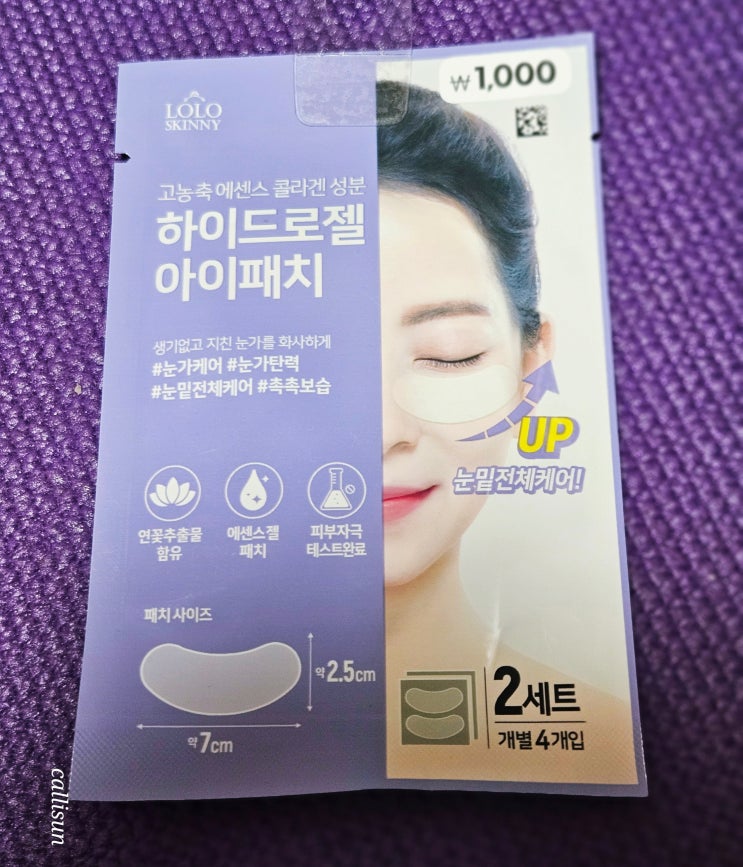 LOLO
SKINNY
₩1,000
고농축 에센스 콜라겐 성분
하이드로젤
아이패치
생기없고 지친 눈가를 화사하게
#눈가케어 #눈가탄력
#눈밑전체케어 #촉촉보습
UP
눈밑전체케어!
연꽃추출물
함유
에센스젤
패치
피부자극
테스트완료
패치 사이즈
약2.5cm
약7cm
2세트
개별4개입
callisun